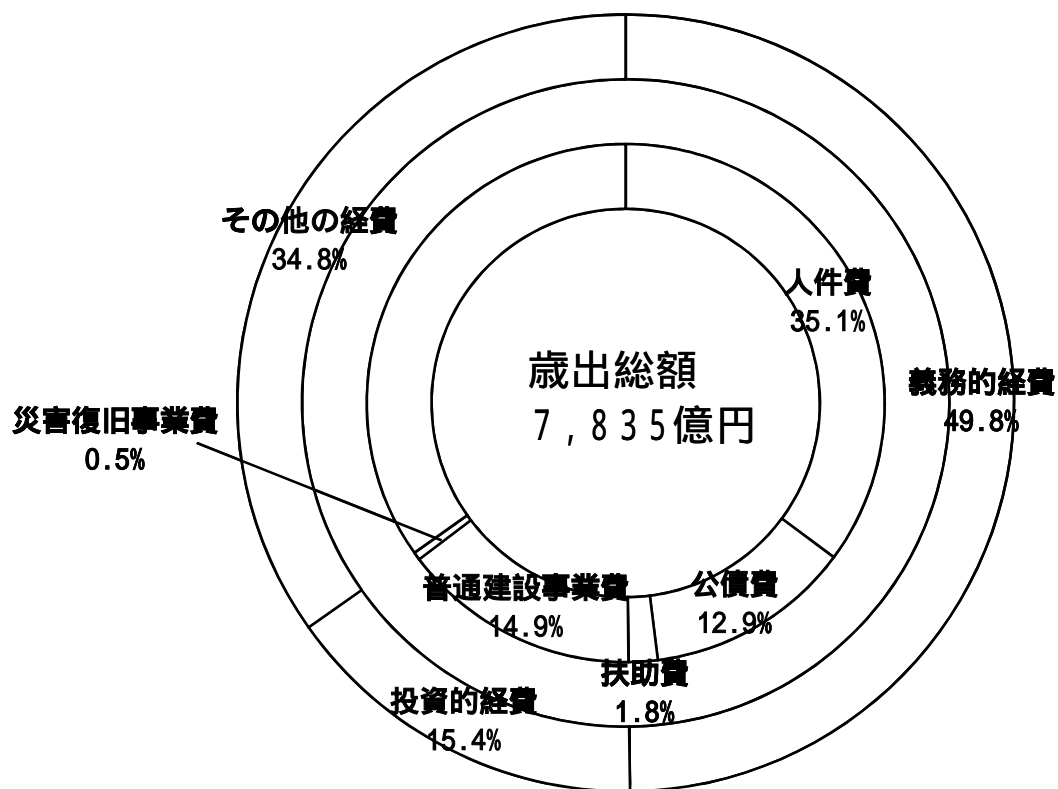 その他の経費
34.8%
人件費
35.1%
歳出総額
7,835億円
義務的経費
49.8%
災害復旧事業費
0.5%
普通建設事業費
14.9%
公債費
12.9%
扶助費
1.8%
投資的経費
15.4%